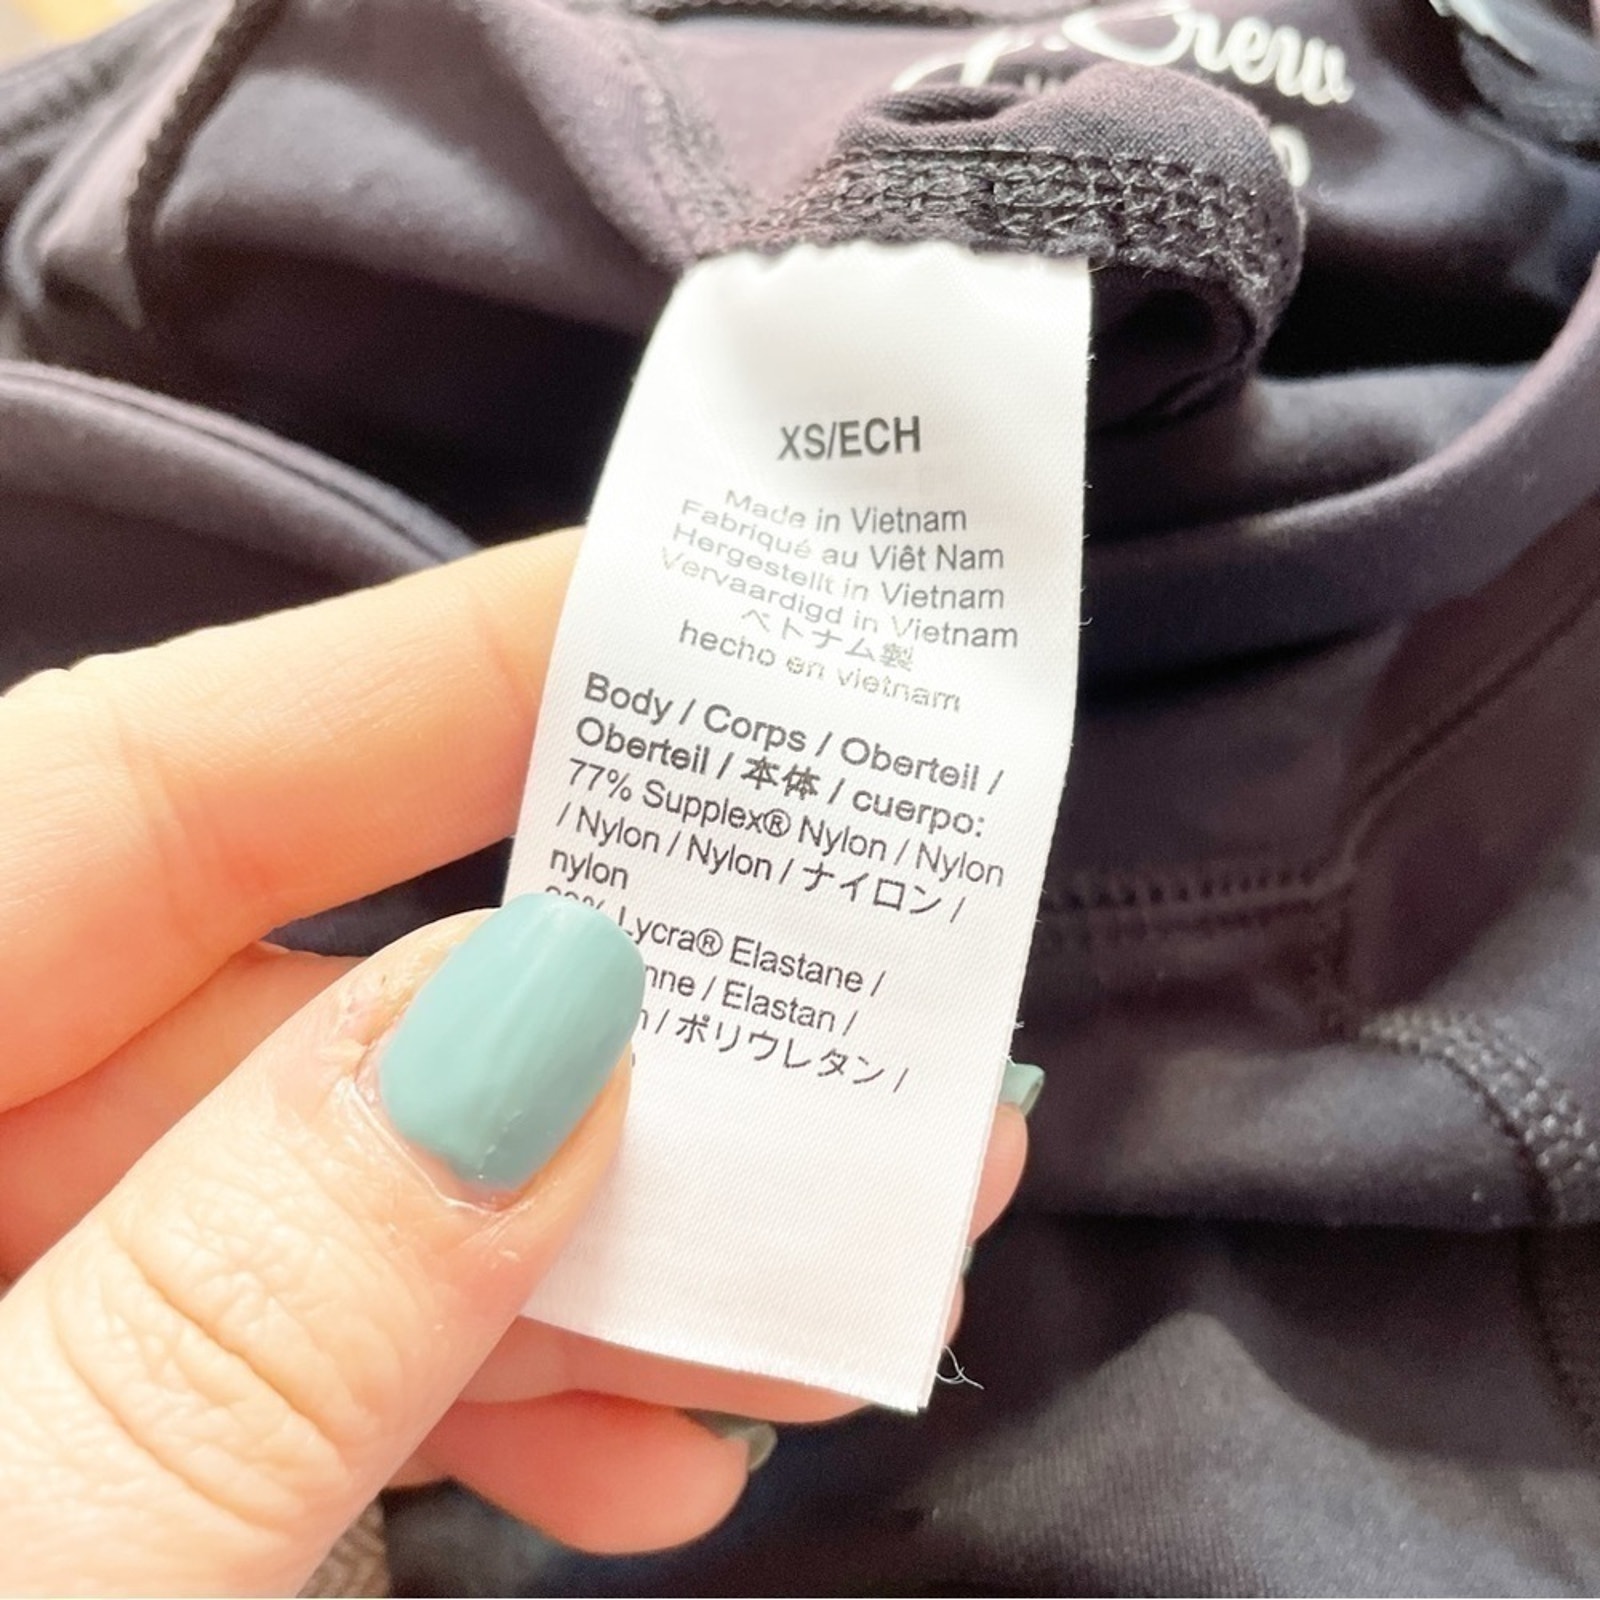 J.Crew
XS/ECH
Made in Vietnam
Fabriqué au Viêt Nam
Hergestellt in Vietnam
Vervaardigd in Vietnam
ベトナム製
hecho en vietnam
Body / Corps / Oberteil /
Oberteil / 本体 / cuerpo:
77% Supplex® Nylon / Nylon
/ Nylon / Nylon / ナイロン /
nylon
Lycra® Elastane /
/ Elastan /
/ ポリウレタン /